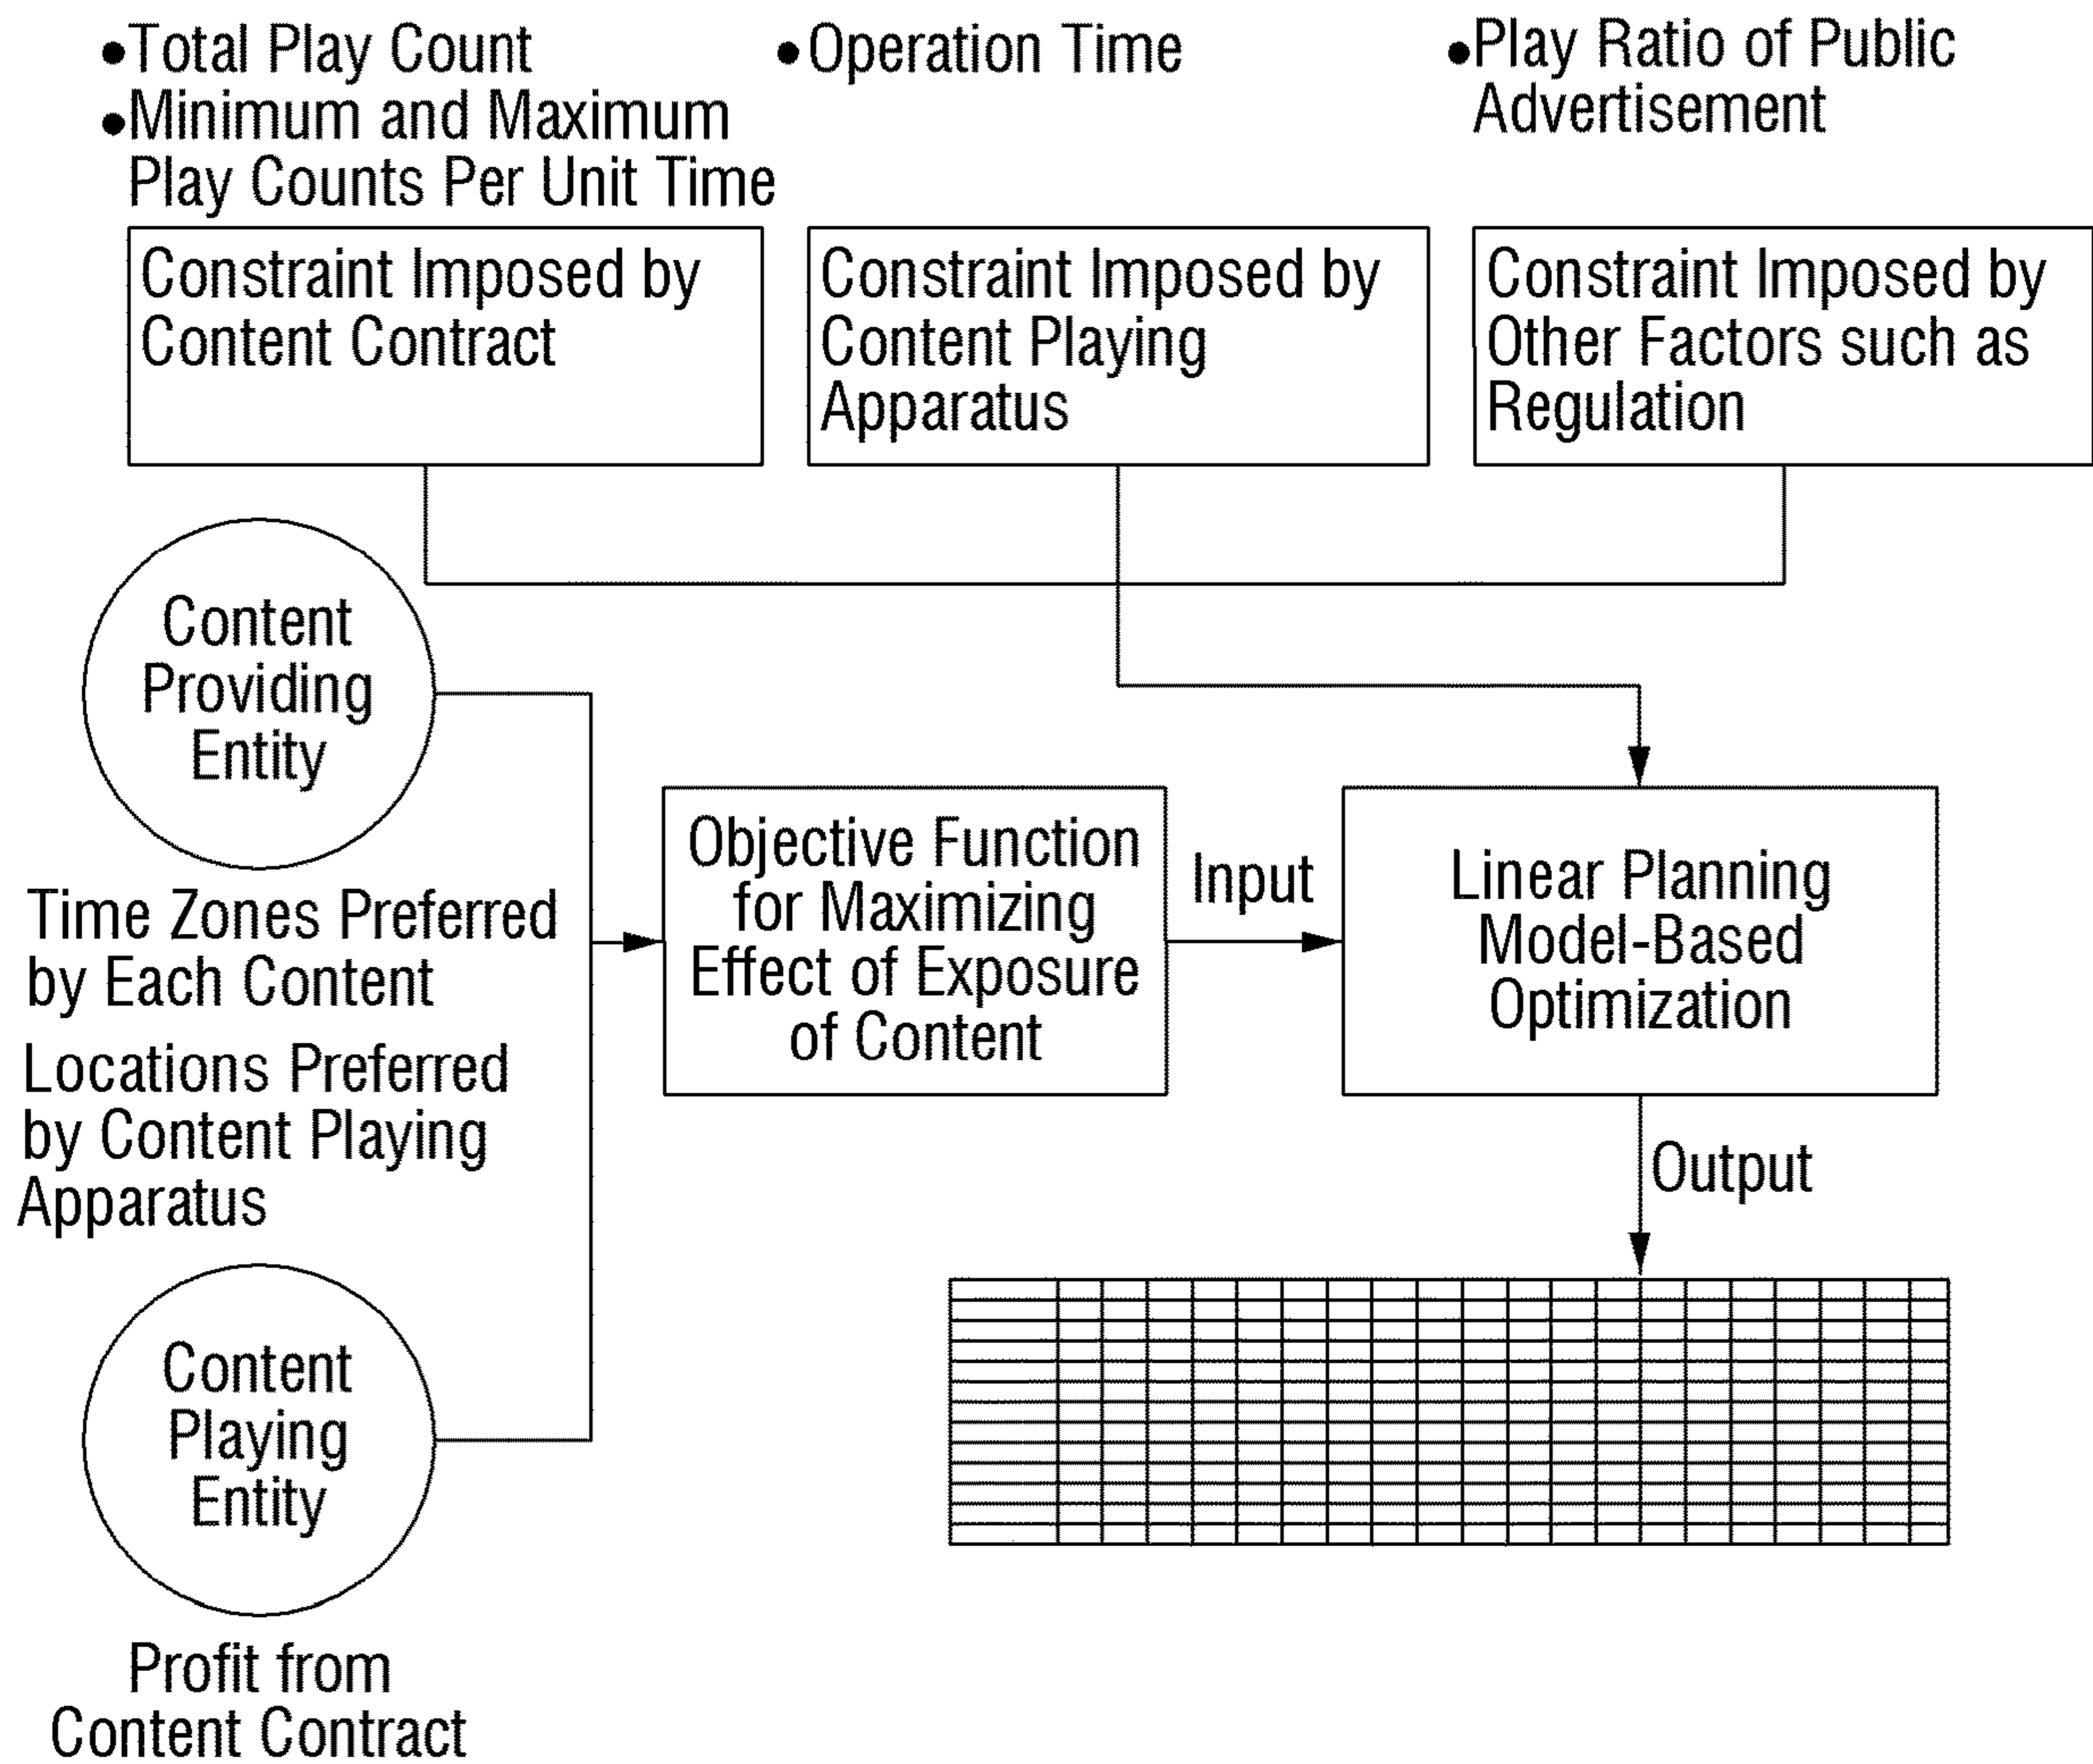 •Total Play Count
•Minimum and Maximum
Play Counts Per Unit Time
• Operation Time
•Play Ratio of Public
Advertisement
Constraint Imposed by
Content Contract
Constraint Imposed by
Content Playing
Apparatus
Constraint Imposed by
Other Factors such as
Regulation
Content
Providing
Entity
Time Zones Preferred
by Each Content
Locations Preferred
by Content Playing
Apparatus
Content
Playing
Entity
Profit from
Content Contract
Objective Function
for Maximizing
Effect of Exposure
of Content
Input
Linear Planning
Model-Based
Optimization
Output